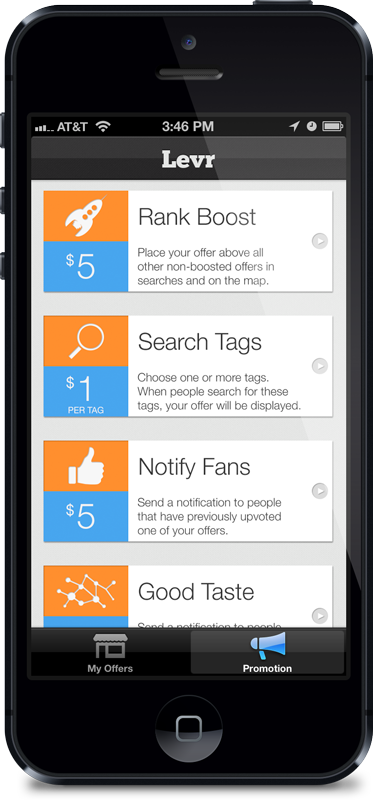 AT&T 3:46 PM
Levr
Rank Boost
$5
Place your offer above all
other non-boosted offers in
searches and on the map.
Search Tags
$1
PER TAG
Choose one or more tags.
When people search for these
tags, your offer will be displayed.
Notify Fans
$5
Send a notification to people
that have previously upvoted
one of your offers.
Good Taste
Send a notification to people
My Offers
Promotion